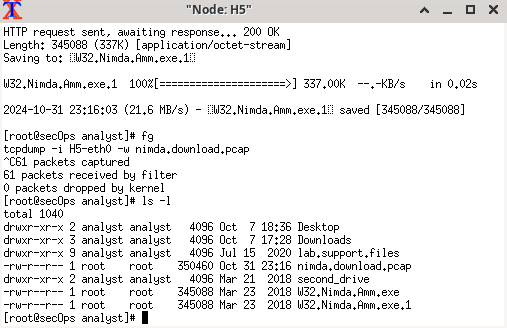 "Node: H5"
HTTP request sent, awaiting response... 200 OK
Length: 345088 (337K) [application/octet-stream]
Saving to: ░W32.Nimda.Amm.exe.1░
W32.Nimda.Amm.exe.1  100%[=====================>] 337.00K  --.-KB/s    in 0.02s
2024-10-31 23:16:03 (21.6 MB/s) - ░W32.Nimda.Amm.exe.1░ saved [345088/345088]
[root@secOps analyst]# fg
tcpdump -i H5-eth0 -w nimda.download.pcap
^C61 packets captured
61 packets received by filter
0 packets dropped by kernel
[root@secOps analyst]# ls -l
total 1040
drwxr-xr-x 2 analyst analyst   4096 Oct  7 18:36 Desktop
drwxr-xr-x 3 analyst analyst   4096 Oct  3 17:28 Downloads
drwxr-xr-x 9 analyst analyst   4096 Jul 15  2020 lab.support.files
-rw-r--r-- 1 root    root    350460 Oct 31 23:16 nimda.download.pcap
drwxr-xr-x 2 analyst analyst   4096 Mar 21  2018 second_drive
-rw-r--r-- 1 root    root    345088 Mar 23  2018 W32.Nimda.Amm.exe
-rw-r--r-- 1 root    root    345088 Mar 23  2018 W32.Nimda.Amm.exe.1
[root@secOps analyst]#